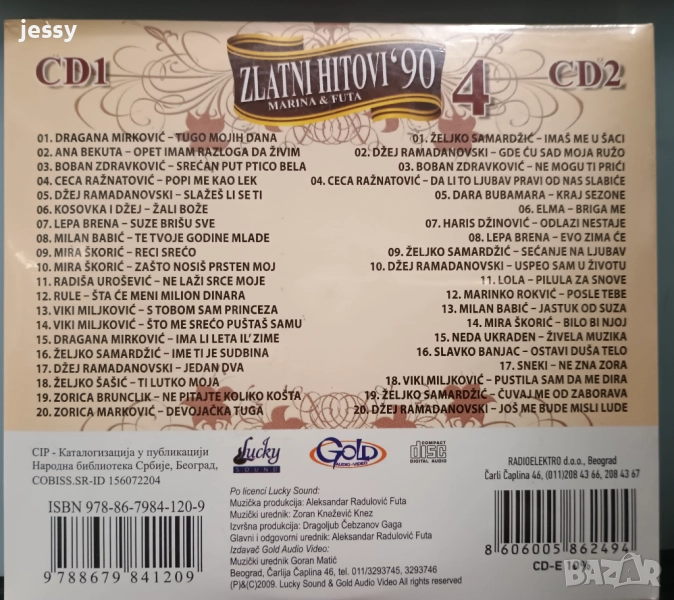 jessy
CD1
ZLATNI HITOVI '90
MARINA & FUTA
4
CD2
01. DRAGANA MIRKOVIĆ – TUGO MOJIH DANA
02. ANA BEKUTA – OPET IMAM RAZLOGA DA ŽIVIM
03. BOBAN ZDRAVKOVIĆ – SREĆAN PUT PTICO BELA
04. CECA RAŽNATOVIĆ – POPI ME KAO LEK
05. DŽEJ RAMADANOVSKI – SLAŽEŠ LI SE TI
06. KOSOVKA I DŽEJ – ŽALI BOŽE
07. LEPA BRENA – SUZE BRIŠU SVE
08. MILAN BABIĆ – TE TVOJE GODINE MLADE
09. MIRA ŠKORIĆ – RECI SREĆO
10. MIRA ŠKORIĆ – ZAŠTO NOSIŠ PRSTEN MOJ
11. RADIŠA UROŠEVIĆ – NE LAŽI SRCE MOJE
12. RULE – ŠTA ĆE MENI MILION DINARA
13. VIKI MILJKOVIĆ – S TOBOM SAM PRINCEZA
14. VIKI MILJKOVIĆ – ŠTO ME SREĆO PUŠTAŠ SAMU
15. DRAGANA MIRKOVIĆ – IMA LI LETA IL' ZIME
16. ŽELJKO SAMARDŽIĆ – IME TI JE SUDBINA
17. DŽEJ RAMADANOVSKI – JEDAN DVA
18. ŽELJKO ŠAŠIĆ – TI LUTKO MOJA
19. ZORICA BRUNCLIK – NE PITAJTE KOLIKO KOŠTA
20. ZORICA MARKOVIĆ – DEVOJAČKA TUGA
01. ŽELJKO SAMARDŽIĆ – IMAŠ ME U ŠACI
02. DŽEJ RAMADANOVSKI – GDE ĆU SAD MOJA RUŽO
03. BOBAN ZDRAVKOVIĆ – NE MOGU TI PRIĆI
04. CECA RAŽNATOVIĆ – DA LI TO LJUBAV PRAVI OD NAS SLABIĆE
05. DARA BUBAMARA – KRAJ SEZONE
06. ELMA – BRIGA ME
07. HARIS DŽINOVIĆ – ODLAZI NESTAJE
08. LEPA BRENA – EVO ZIMA ĆE
09. ŽELJKO SAMARDŽIĆ – SEĆANJE NA LJUBAV
10. DŽEJ RAMADANOVSKI – USPEO SAM U ŽIVOTU
11. LOLA – PILULA ZA SNOVE
12. MARINKO ROKVIĆ – POSLE TEBE
13. MILAN BABIĆ – JASTUK OD SUZA
14. MIRA ŠKORIĆ – BILO BI NJOJ
15. NEDA UKRADEN – ŽIVELA MUZIKA
16. SLAVKO BANJAC – OSTAVI DUŠA TELO
17. SNEKI – NE ZNA ZORA
18. VIKI MILJKOVIĆ – PUSTILA SAM DA ME DIRA
19. ŽELJKO SAMARDŽIĆ – ČUVAJ ME OD ZABORAVA
20. DŽEJ RAMADANOVSKI – JOŠ ME BUDE MISLI LUDE
CIP - Каталогизација у публикацији
Народна библиотека Србије, Београд,
COBISS.SR-ID 156072204
ISBN 978-86-7984-120-9
9 788679 841209
Lucky
SOUND
GOLD
AUDIO-VIDEO
COMPACT
disc
DIGITAL AUDIO
Po licenci Lucky Sound:
Muzička produkcija: Aleksandar Radulović Futa
Muzički urednik: Zoran Knežević Knez
Izvršna produkcija: Dragoljub Čebzanov Gaga
Glavni i odgovorni urednik: Aleksandar Radulović Futa
Izdavač Gold Audio Video:
Muzički urednik Goran Matić
Beograd, Čarlija Čaplina 46, tel. 011/3293745, 3296746
(P)&(C)2009. Lucky Sound & Gold Audio Video All rights reserved
RADIOELEKTRO d.o.o., Beograd
Čarli Čaplina 46, (011)208 43 66, 208 43 67
8 606005 862494
CD-E
BAZAR